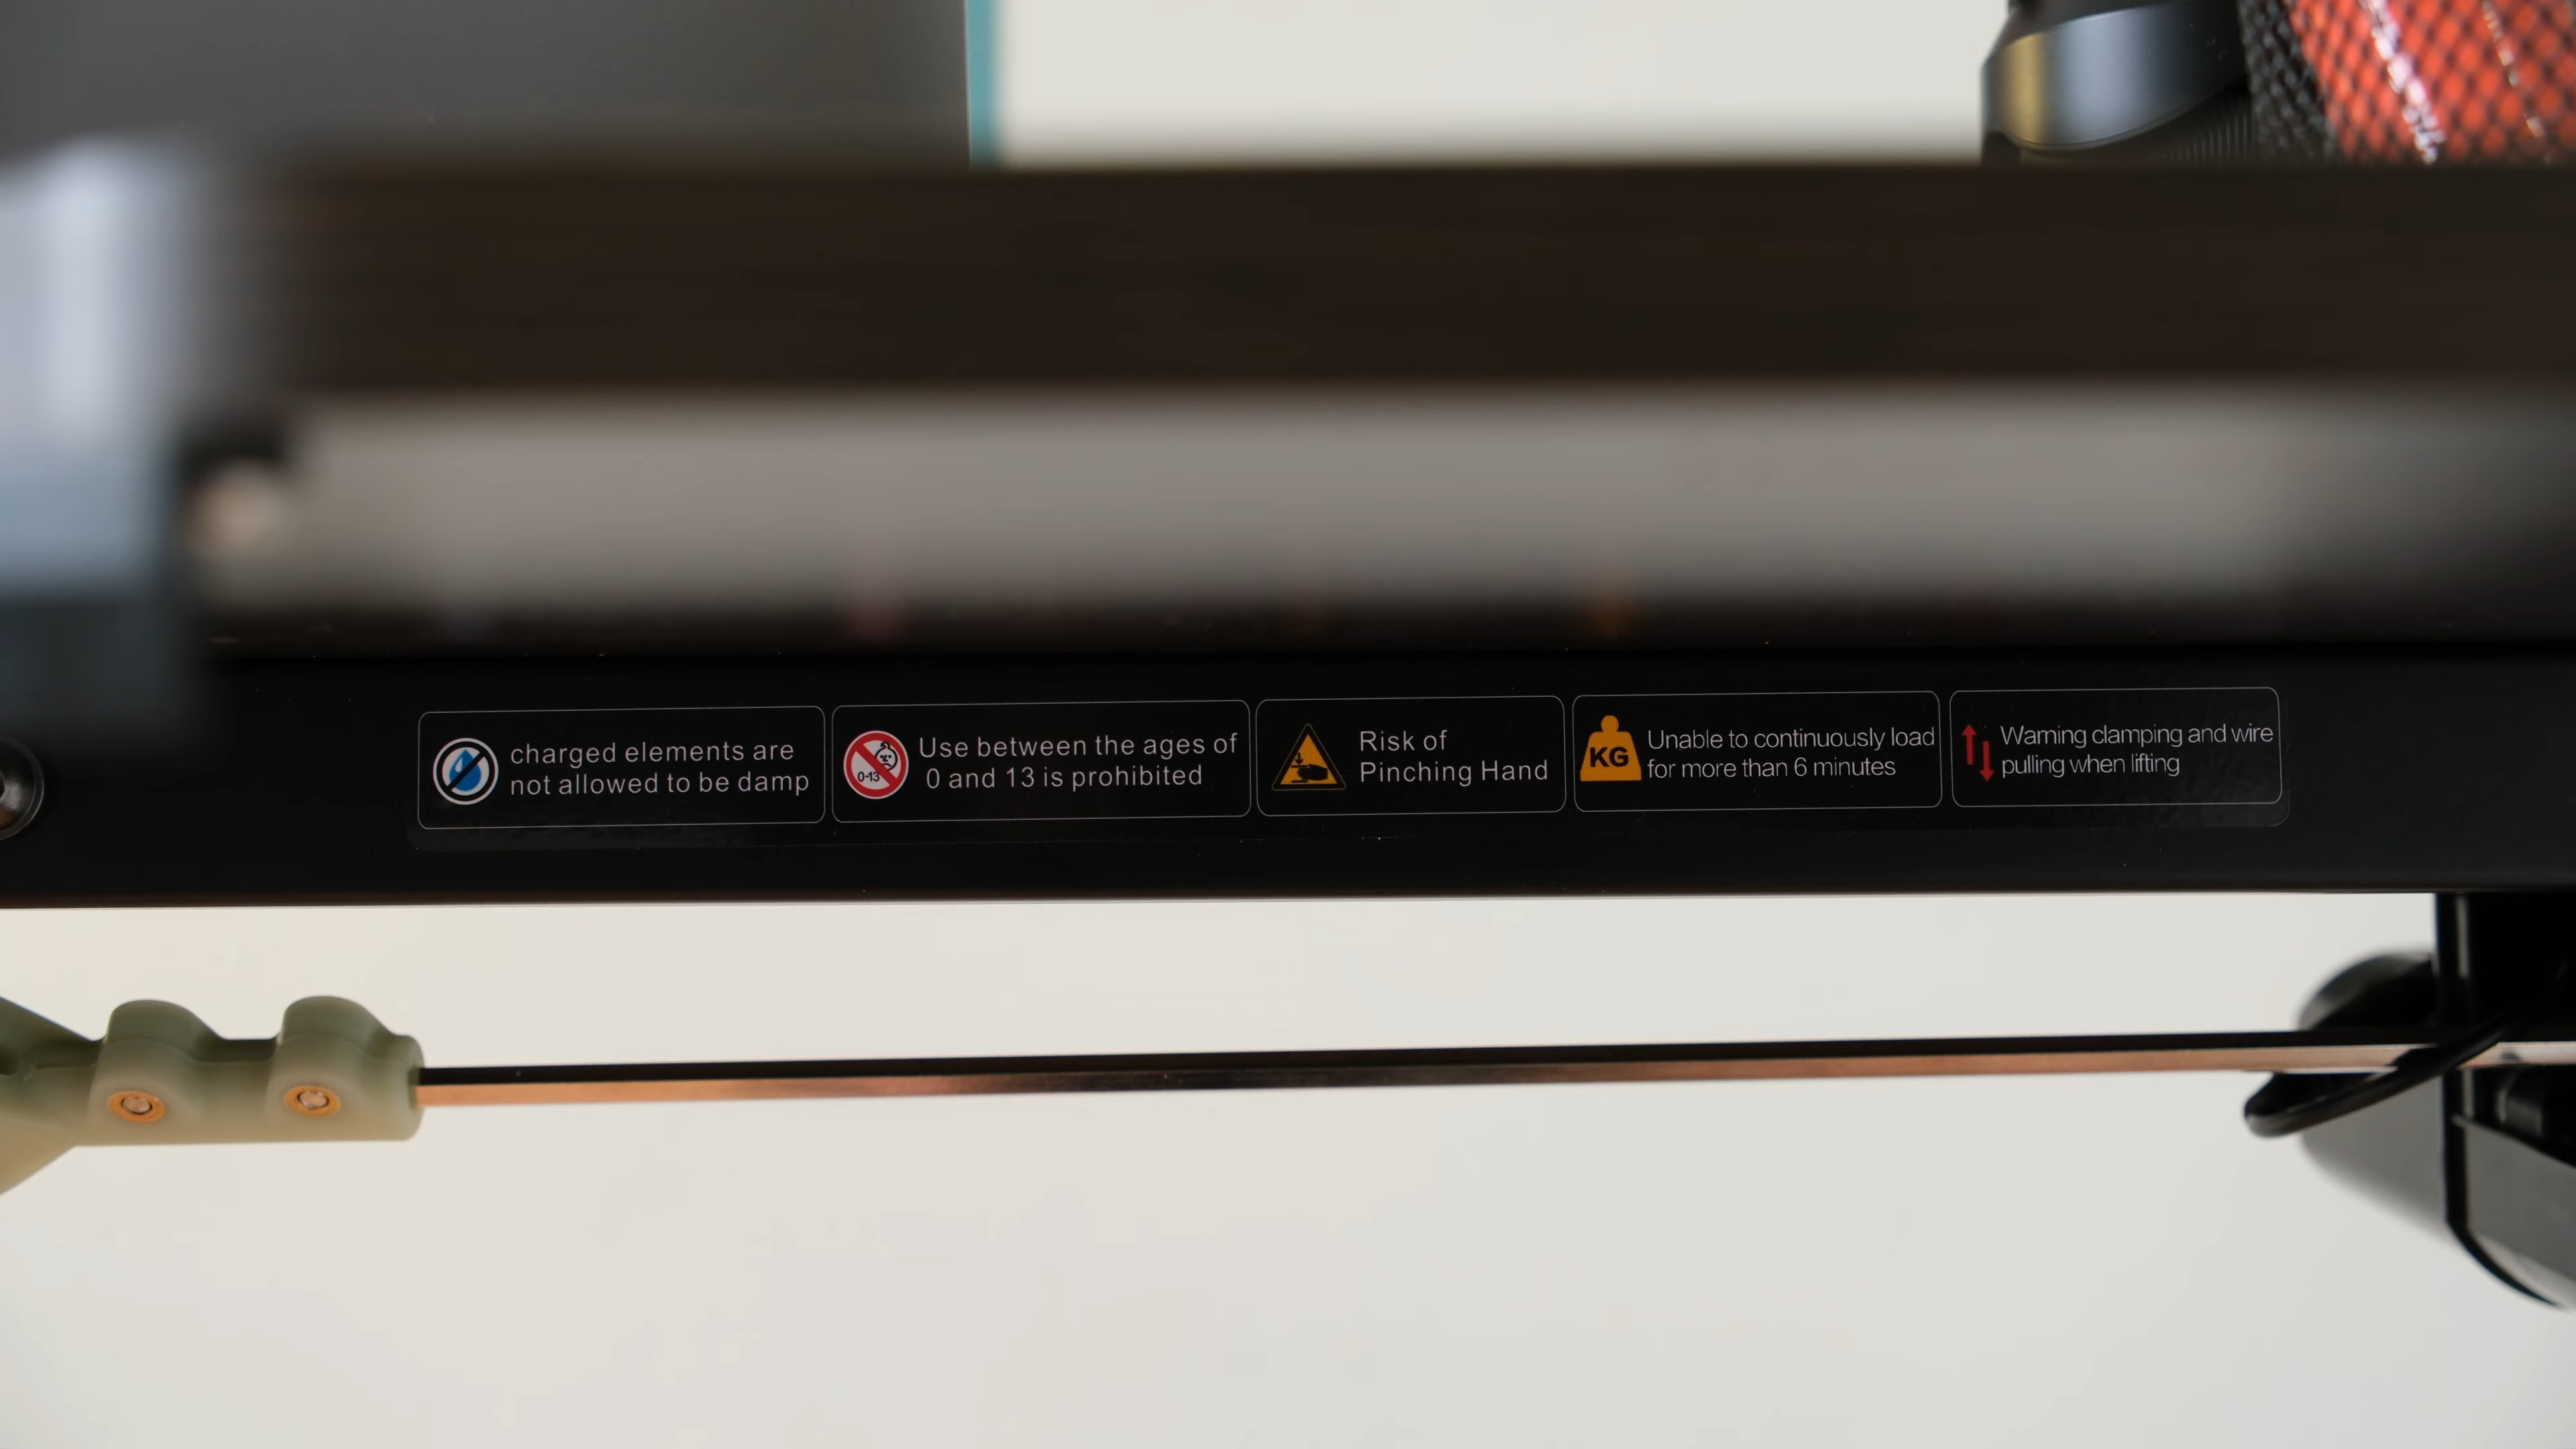 charged elements are
not allowed to be damp
0-13
Use between the ages of
0 and 13 is prohibited
Risk of
Pinching Hand
KG
Unable to continuously load
for more than 6 minutes
Warning clamping and wire
pulling when lifting